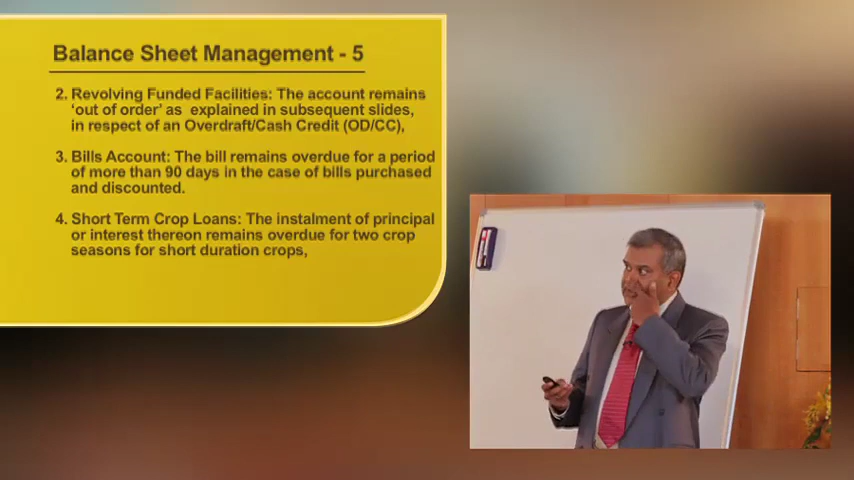 Balance Sheet Management - 5
2. Revolving Funded Facilities: The account remains
'out of order' as explained in subsequent slides,
in respect of an Overdraft/Cash Credit (OD/CC),
3. Bills Account: The bill remains overdue for a period
of more than 90 days in the case of bills purchased
and discounted.
4. Short Term Crop Loans: The instalment of principal
or interest thereon remains overdue for two crop
seasons for short duration crops,